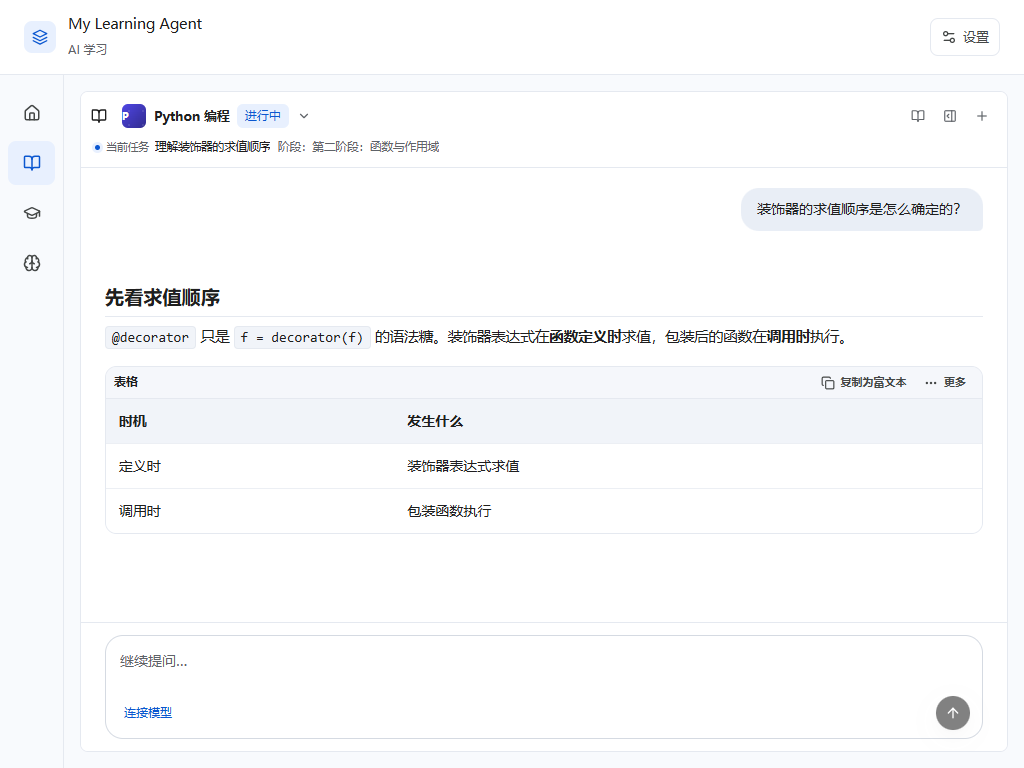 My Learning Agent
AI 学习
设置
P
Python 编程 进行中
当前任务 理解装饰器的求值顺序 阶段：第二阶段：函数与作用域
装饰器的求值顺序是怎么确定的？
先看求值顺序
@decorator 只是 f = decorator(f) 的语法糖。装饰器表达式在函数定义时求值，包装后的函数在调用时执行。
表格 复制为富文本 ··· 更多
时机 发生什么
定义时 装饰器表达式求值
调用时 包装函数执行
继续提问...
连接模型